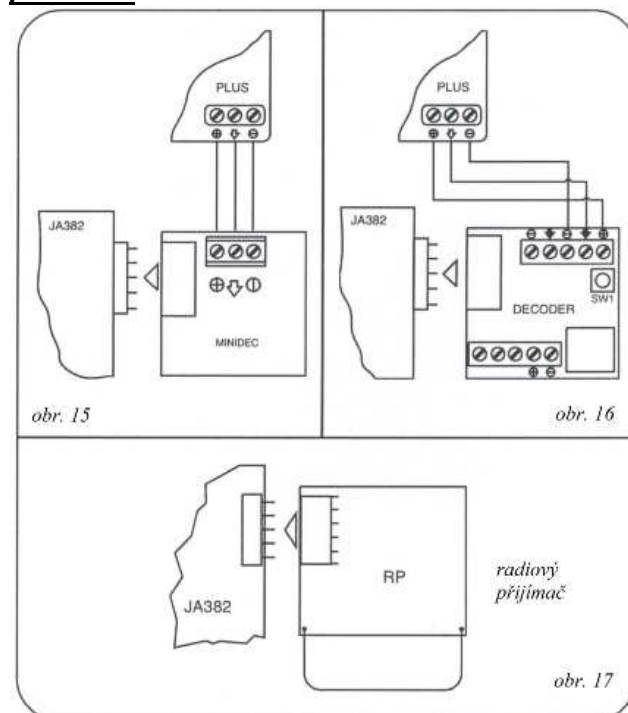 PLUS
JA382
MINIDEC
obr. 15
PLUS
JA382
SW1
DECODER
obr. 16
JA382
RP
radiový
přijímač
obr. 17